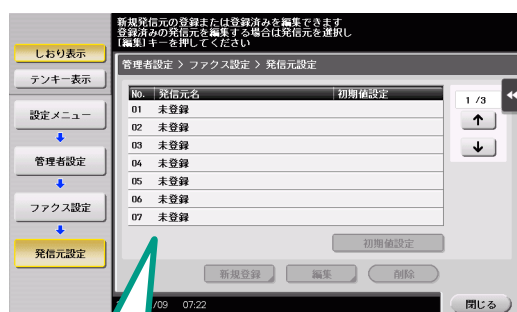 新規発信元の登録または登録済みを編集できます
登録済みの発信元を編集する場合は発信元を選択し
[編集]キーを押してください
しおり表示
テンキー表示
設定メニュー
管理者設定
ファクス設定
発信元設定
管理者設定 > ファクス設定 > 発信元設定
No. 発信元名 初期値設定
01 未登録
02 未登録
03 未登録
04 未登録
05 未登録
06 未登録
07 未登録
1 /3
初期値設定
新規登録 編集 削除
/09 07:22
閉じる